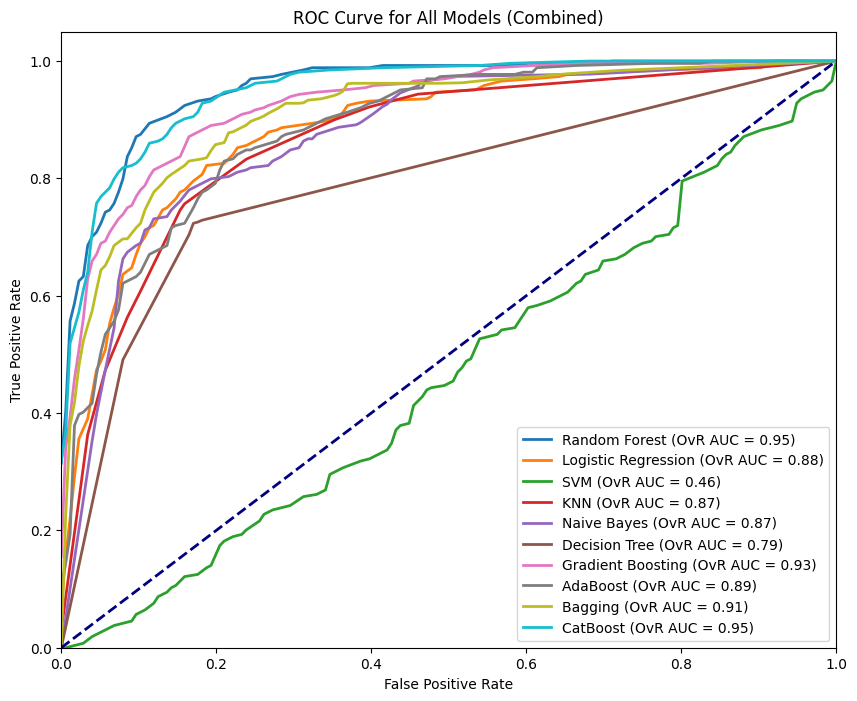 ROC Curve for All Models (Combined)
1.0
0.8
0.6
0.4
0.2
0.0
True Positive Rate
Random Forest (OvR AUC = 0.95)
Logistic Regression (OvR AUC = 0.88)
SVM (OvR AUC = 0.46)
KNN (OvR AUC = 0.87)
Naive Bayes (OvR AUC = 0.87)
Decision Tree (OvR AUC = 0.79)
Gradient Boosting (OvR AUC = 0.93)
AdaBoost (OvR AUC = 0.89)
Bagging (OvR AUC = 0.91)
CatBoost (OvR AUC = 0.95)
0.0 0.2 0.4 0.6 0.8 1.0
False Positive Rate